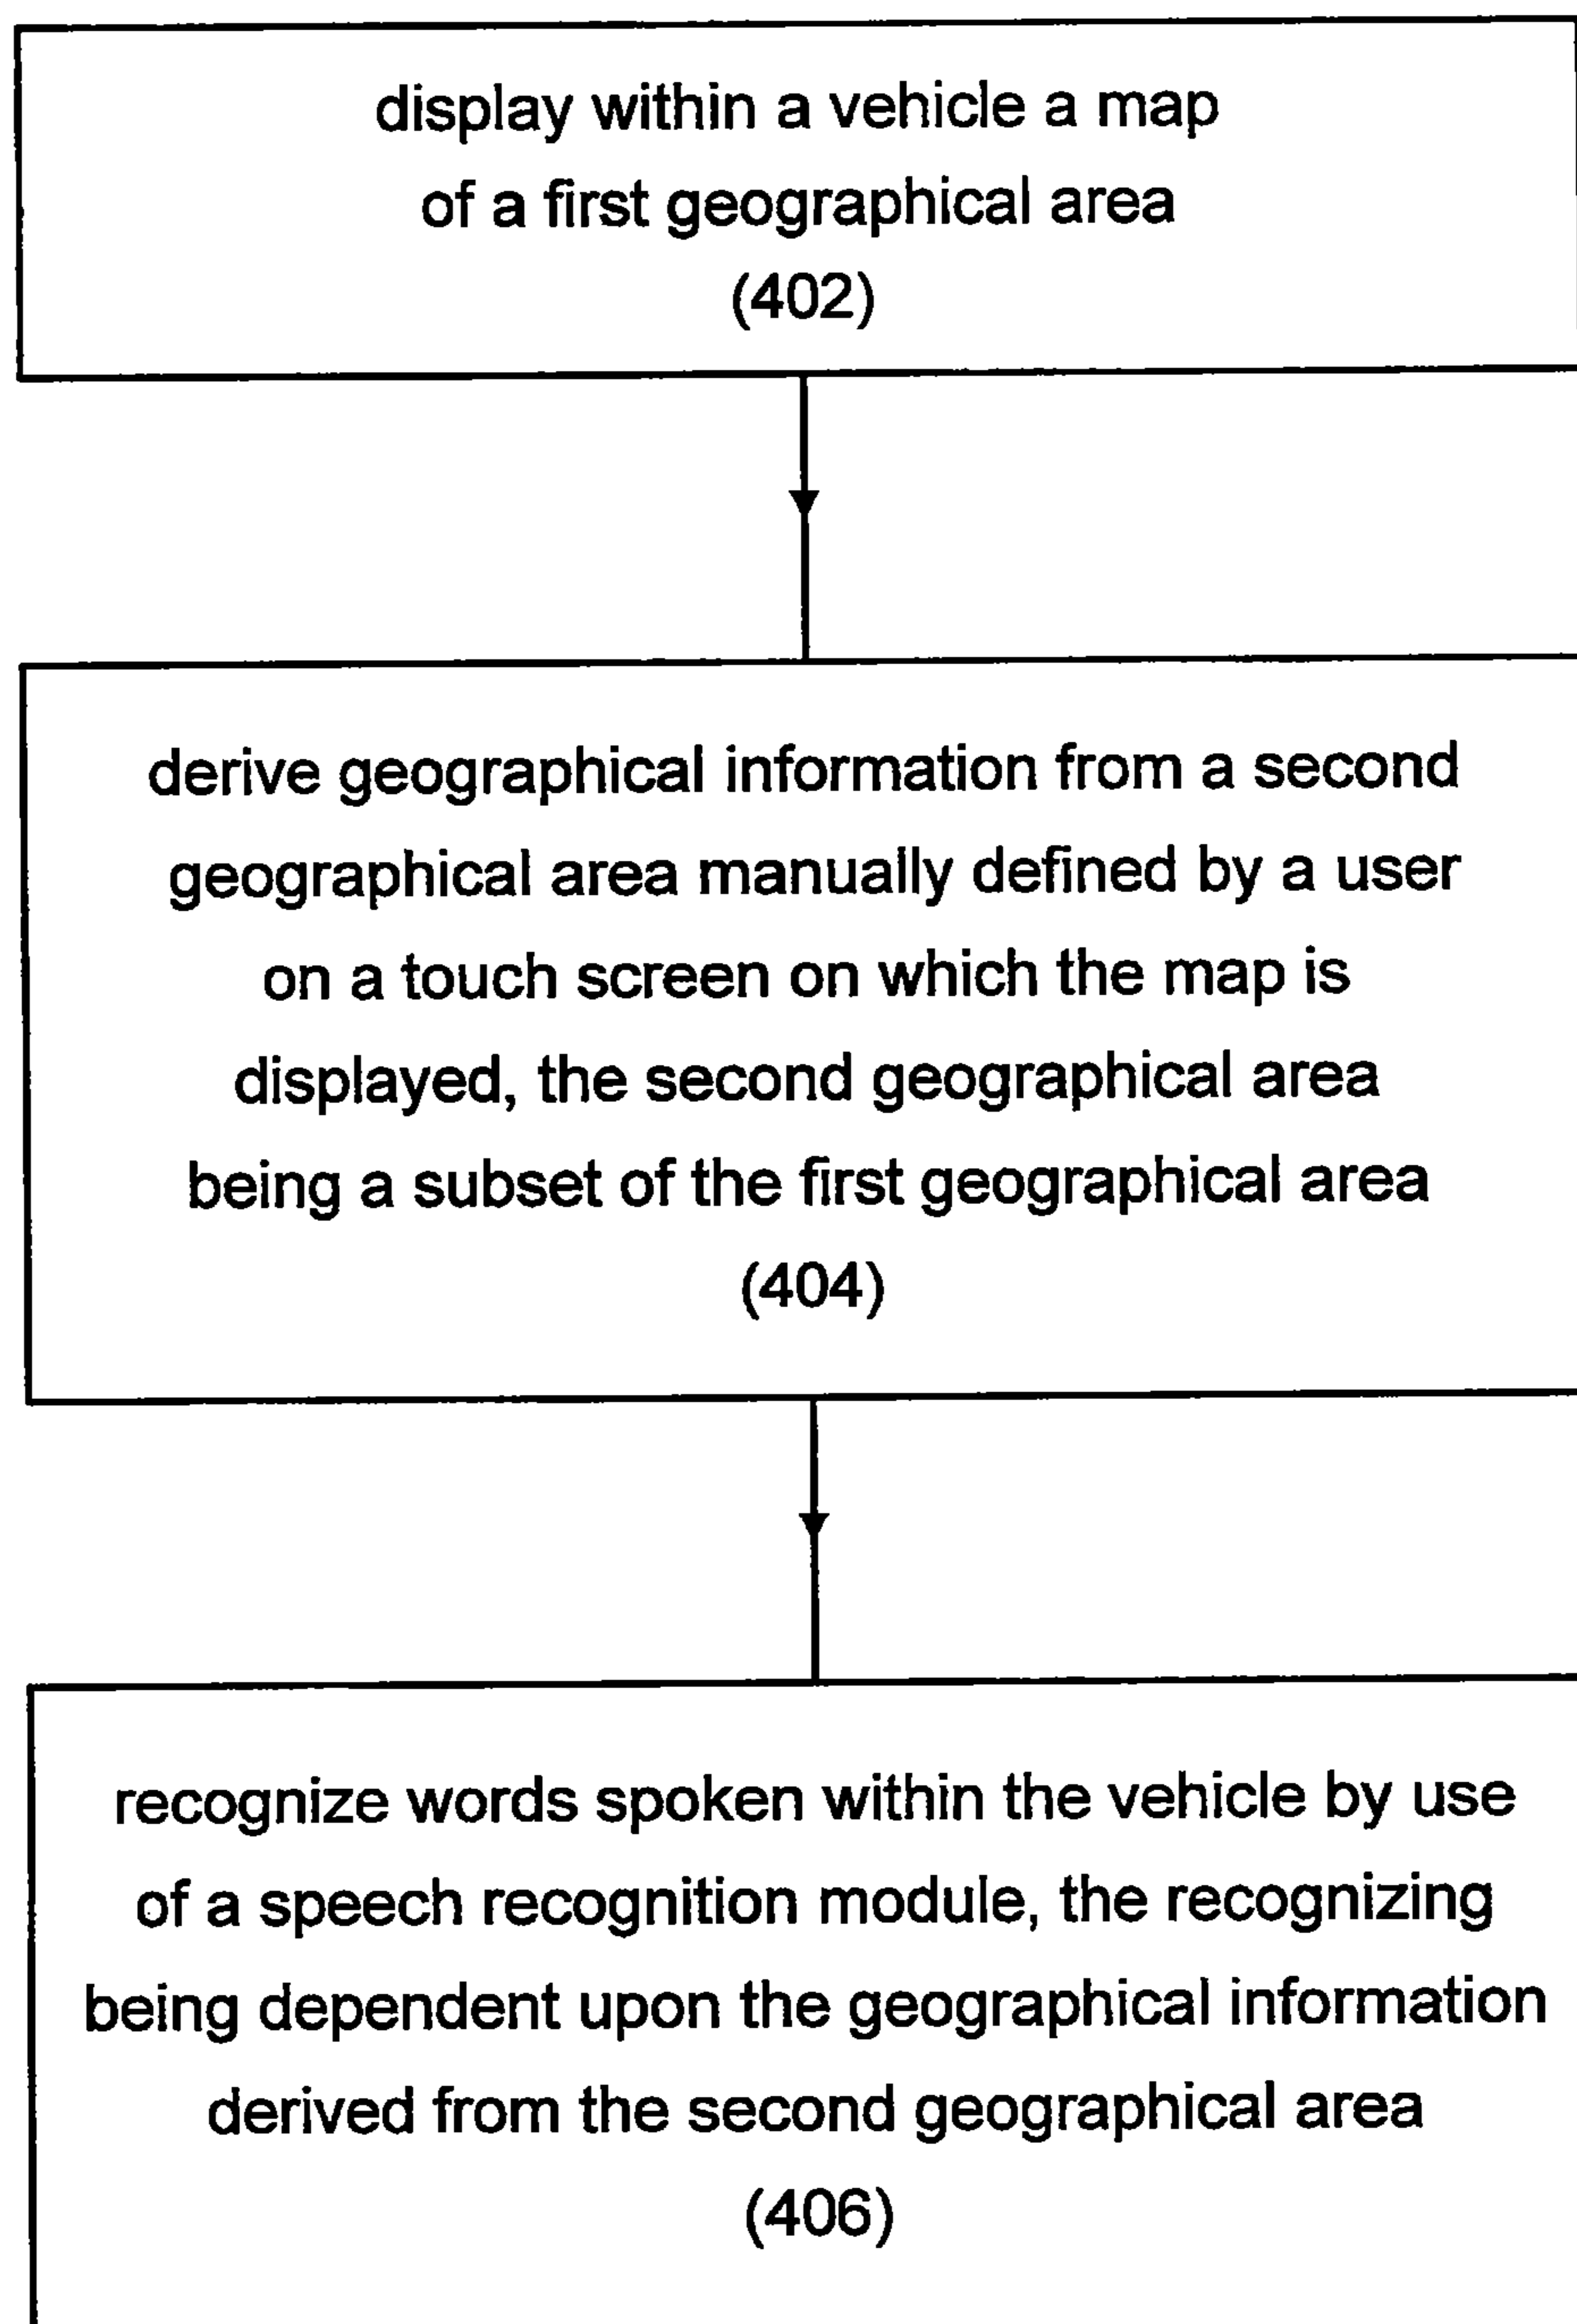 display within a vehicle a map
of a first geographical area
(402)
derive geographical information from a second
geographical area manually defined by a user
on a touch screen on which the map is
displayed, the second geographical area
being a subset of the first geographical area
(404)
recognize words spoken within the vehicle by use
of a speech recognition module, the recognizing
being dependent upon the geographical information
derived from the second geographical area
(406)